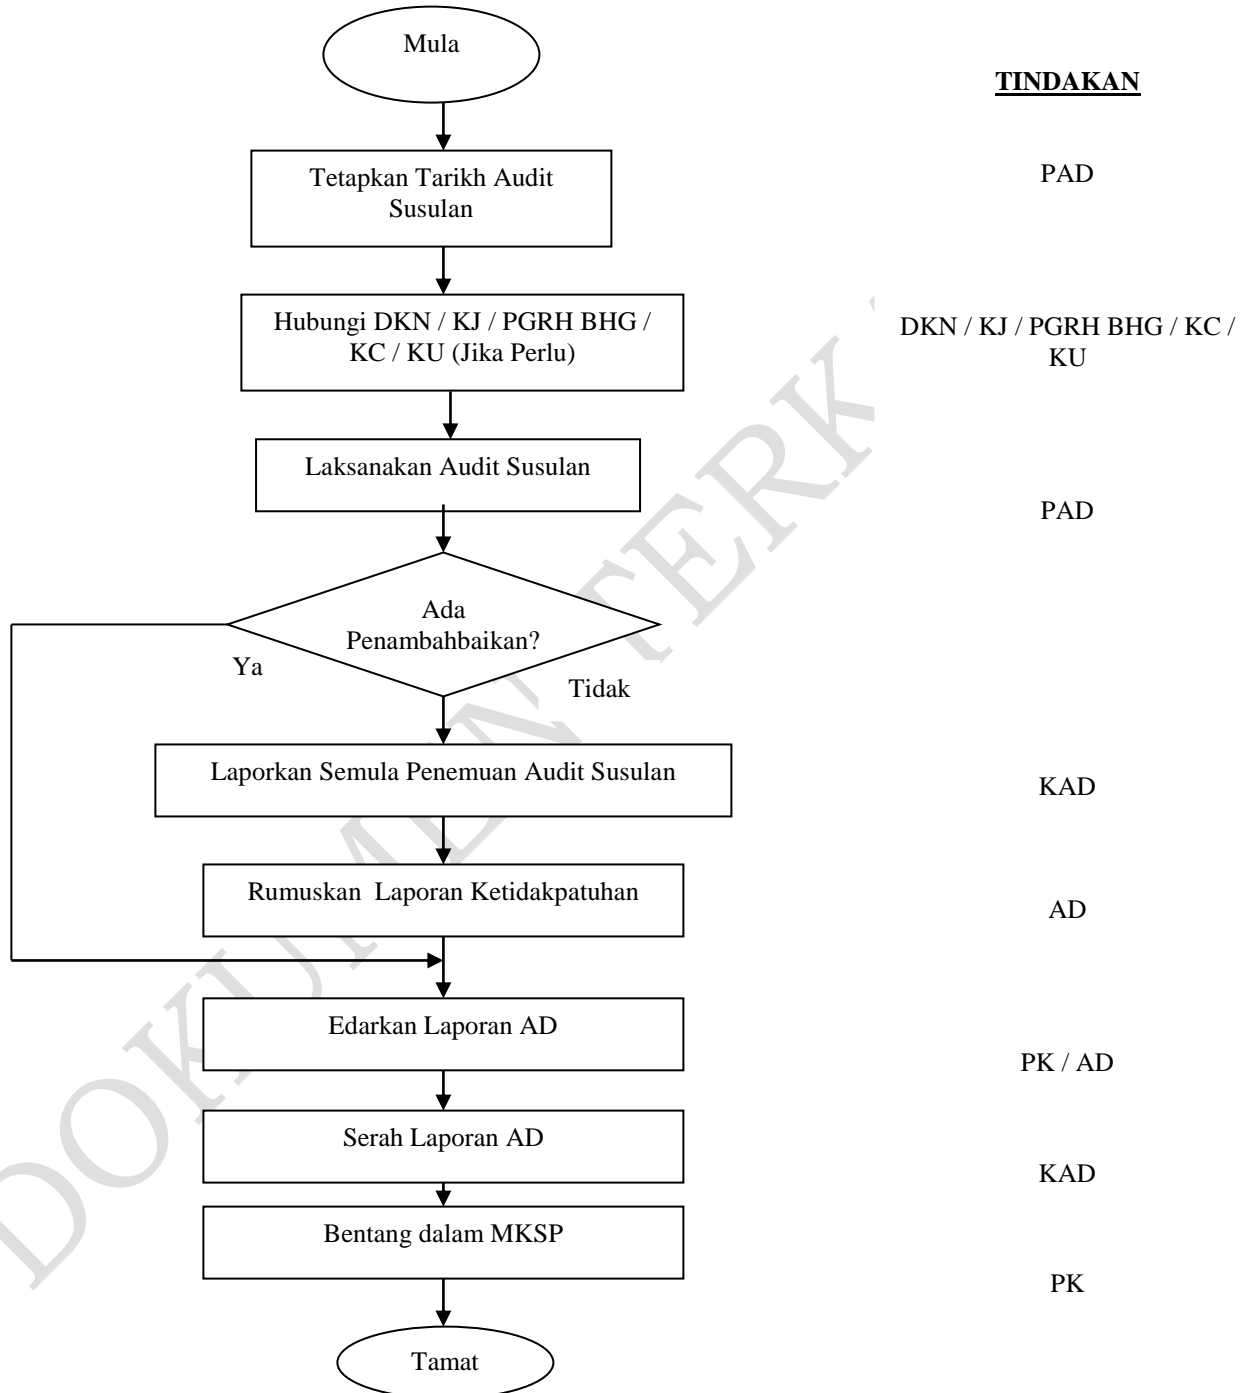 Mula
TINDAKAN
Tetapkan Tarikh Audit
Susulan
PAD
Hubungi DKN / KJ / PGRH BHG /
KC / KU (Jika Perlu)
DKN / KJ / PGRH BHG / KC /
KU
Laksanakan Audit Susulan
PAD
Ada
Penambahbaikan?
Ya
Tidak
Laporkan Semula Penemuan Audit Susulan
KAD
Rumuskan Laporan Ketidakpatuhan
AD
Edarkan Laporan AD
PK / AD
Serah Laporan AD
KAD
Bentang dalam MKSP
PK
Tamat
DOKUMEN TERK